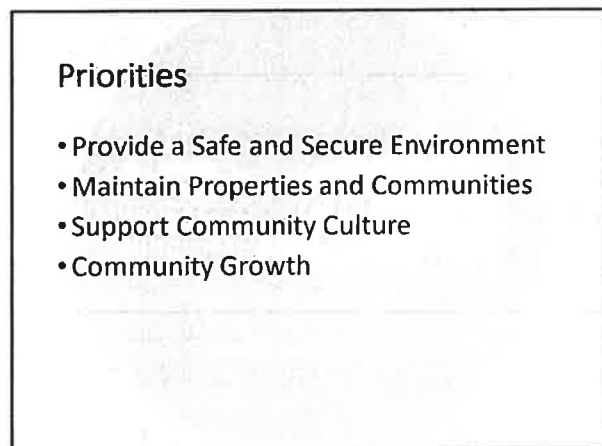 Priorities
• Provide a Safe and Secure Environment
• Maintain Properties and Communities
• Support Community Culture
• Community Growth